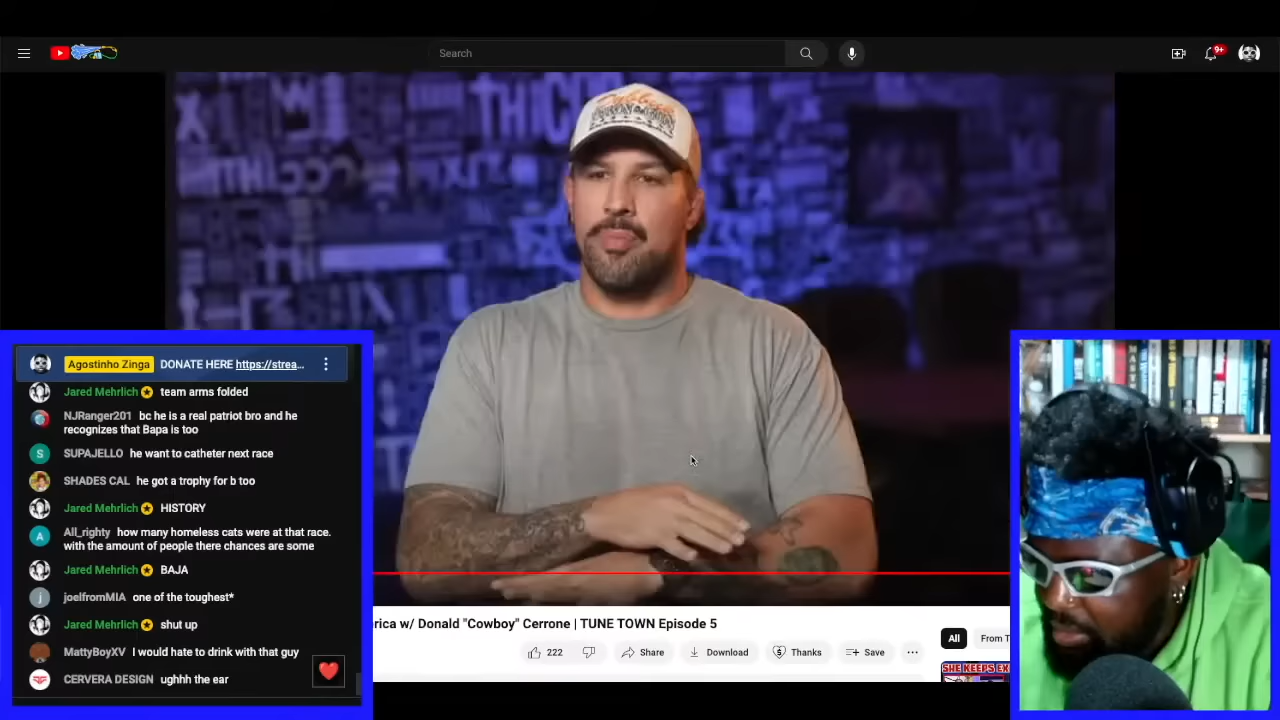 Search
9+
THICC
Agostinho Zinga DONATE HERE https://strea...
Jared Mehrlich team arms folded
NJRanger201 bc he is a real patriot bro and he
recognizes that Bapa is too
SUPAJELLO he want to catheter next race
SHADES CAL he got a trophy for b too
Jared Mehrlich HISTORY
All_righty how many homeless cats were at that race.
with the amount of people there chances are some
Jared Mehrlich BAJA
joelfromMIA one of the toughest*
Jared Mehrlich shut up
MattyBoyXV I would hate to drink with that guy
CERVERA DESIGN ughhh the ear
rica w/ Donald "Cowboy" Cerrone | TUNE TOWN Episode 5
222
Share
Download
Thanks
Save
All
From T
SHE KEEPS EX